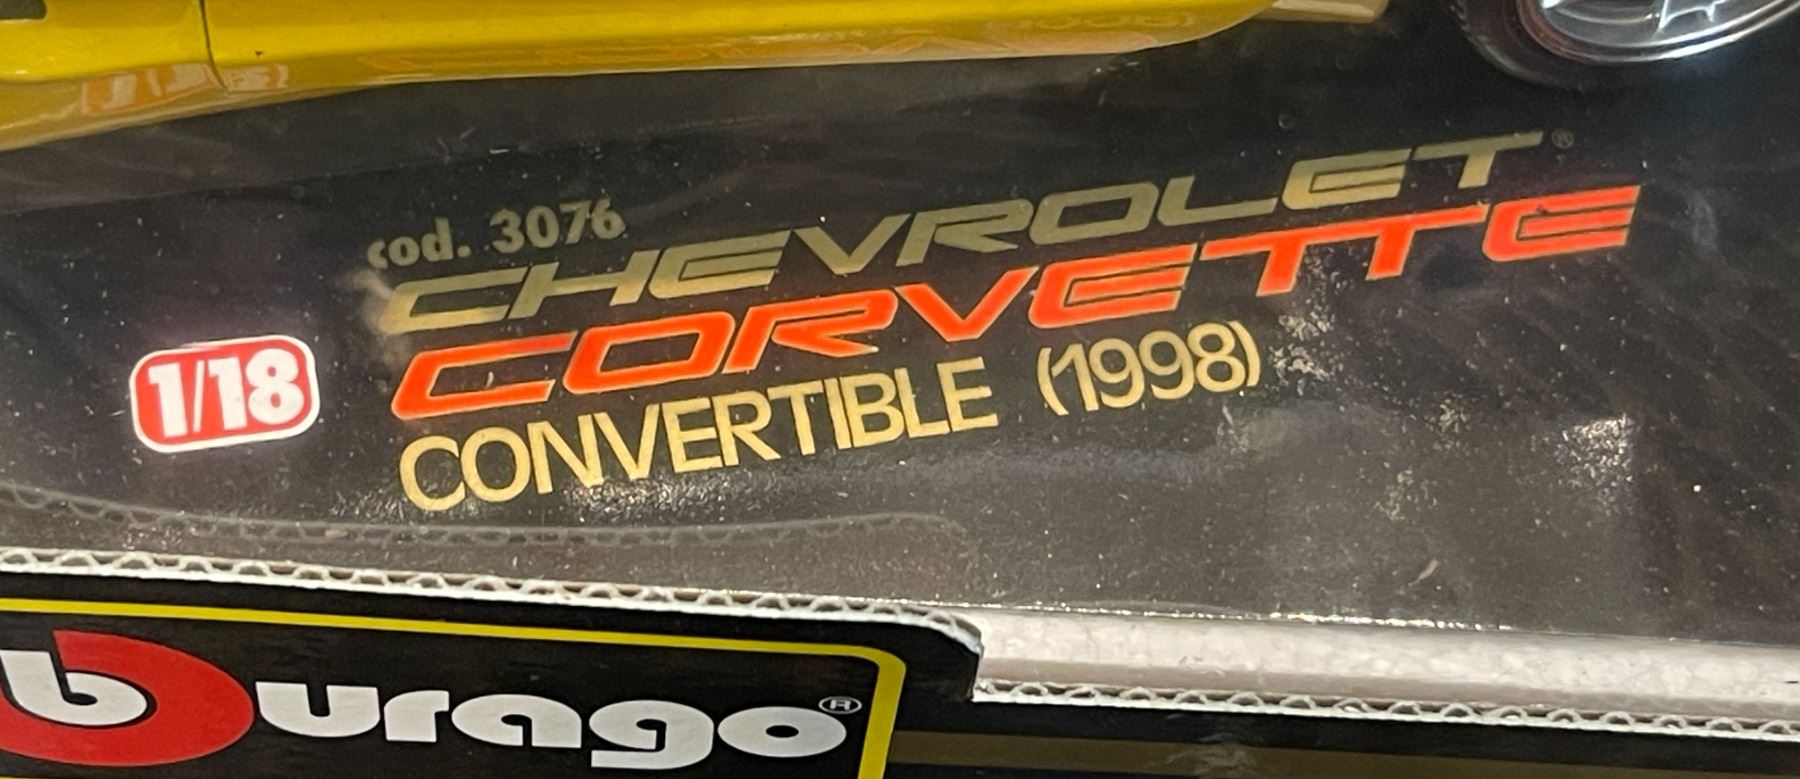 cod. 3076
CHEVROLET®
CORVETTE
1/18
CONVERTIBLE (1998)
burago®